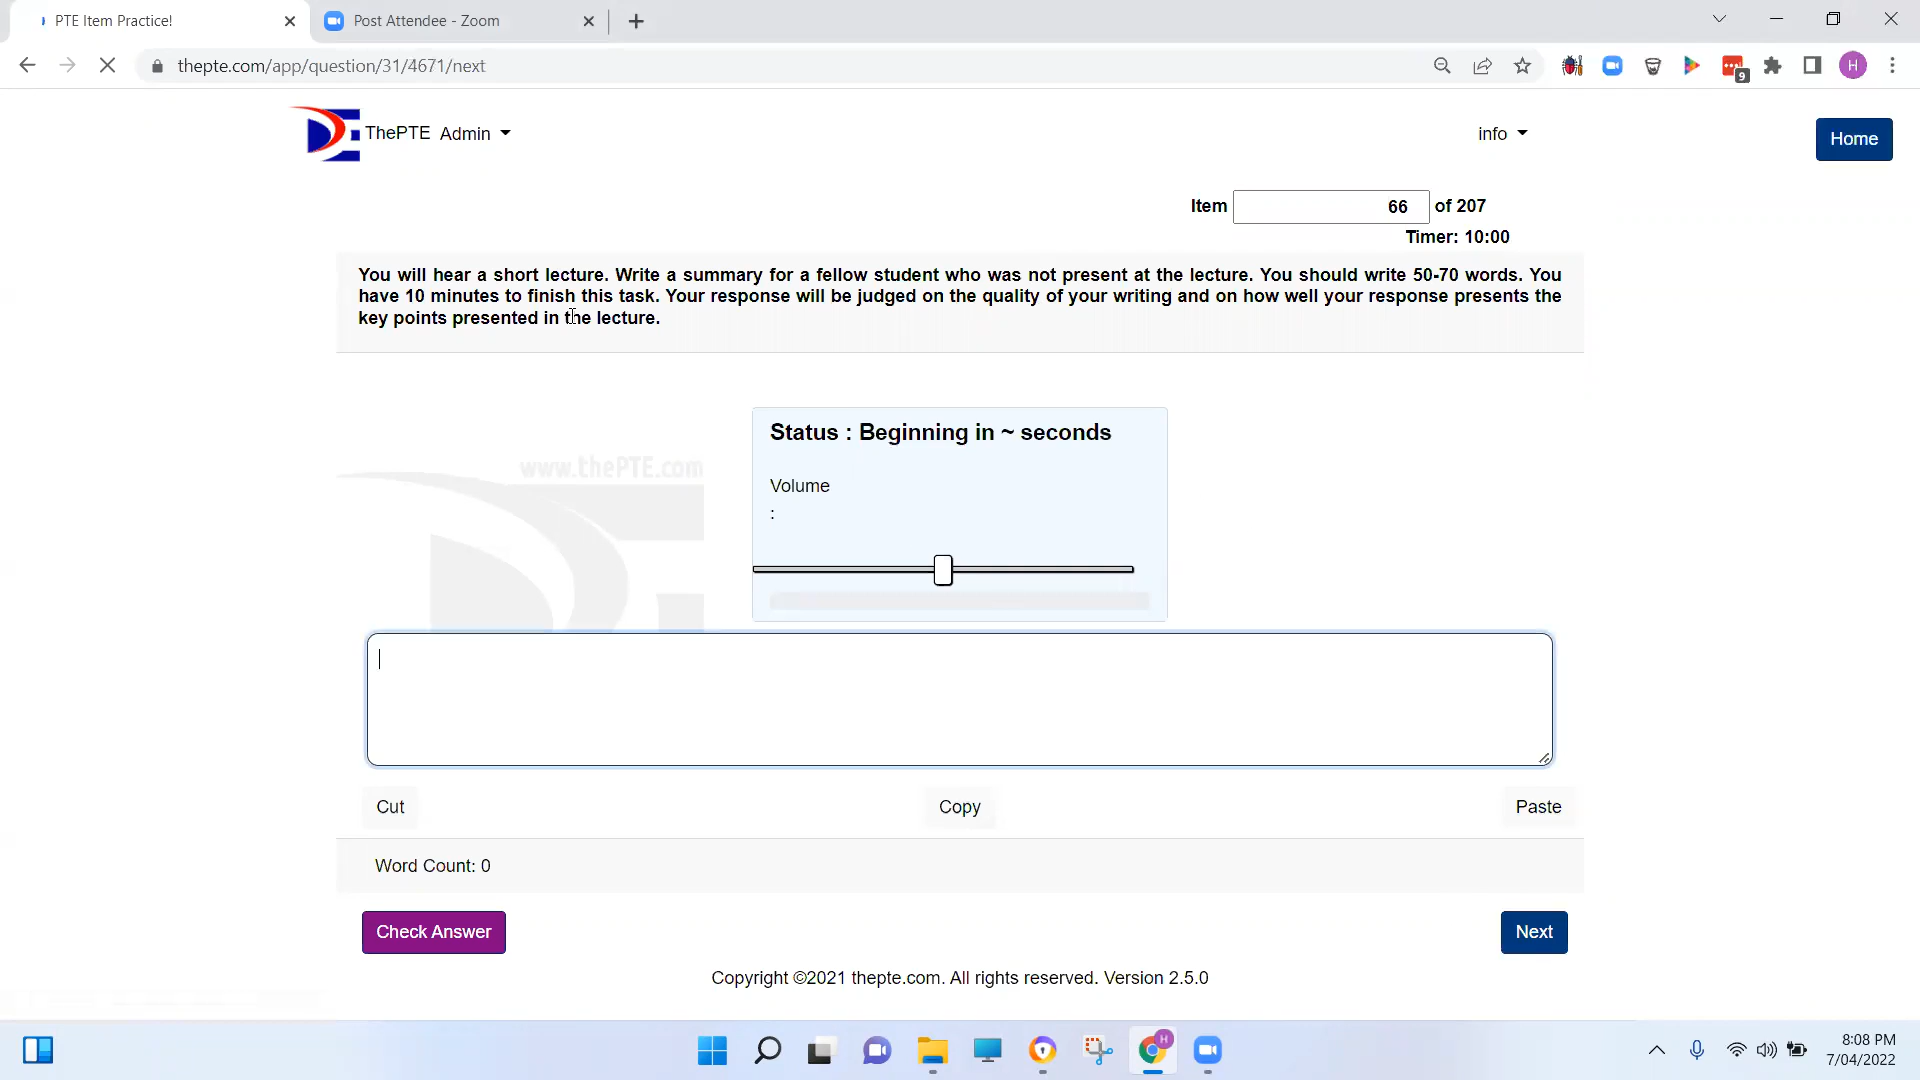 PTE Item Practice!
Post Attendee - Zoom
thepte.com/app/question/31/4671/next
9
H
ThePTE Admin
info
Home
Item 66 of 207
Timer: 10:00
You will hear a short lecture. Write a summary for a fellow student who was not present at the lecture. You should write 50-70 words. You
have 10 minutes to finish this task. Your response will be judged on the quality of your writing and on how well your response presents the
key points presented in the lecture.
Status : Beginning in ~ seconds
www.thePTE.com
Volume
:
Cut
Copy
Paste
Word Count: 0
Check Answer
Next
Copyright ©2021 thepte.com. All rights reserved. Version 2.5.0
H
8:08 PM
7/04/2022